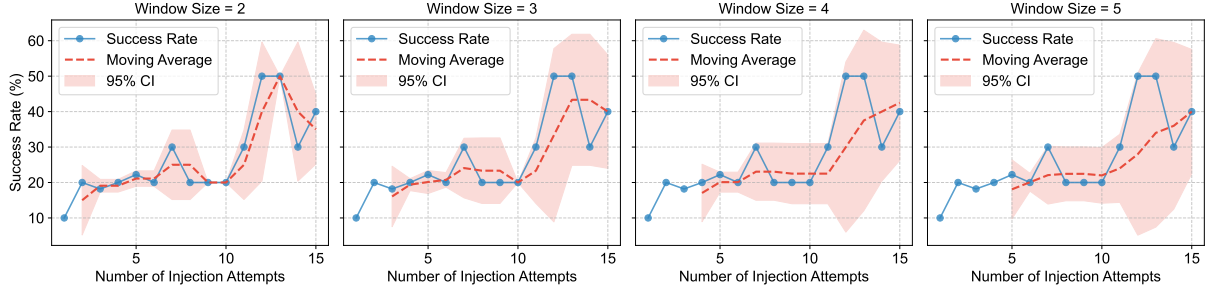 Window Size = 2
Success Rate
Moving Average
95% CI
60
50
40
30
20
10
Success Rate (%)
5
10
15
Number of Injection Attempts
Window Size = 3
Success Rate
Moving Average
95% CI
5
10
15
Number of Injection Attempts
Window Size = 4
Success Rate
Moving Average
95% CI
5
10
15
Number of Injection Attempts
Window Size = 5
Success Rate
Moving Average
95% CI
5
10
15
Number of Injection Attempts